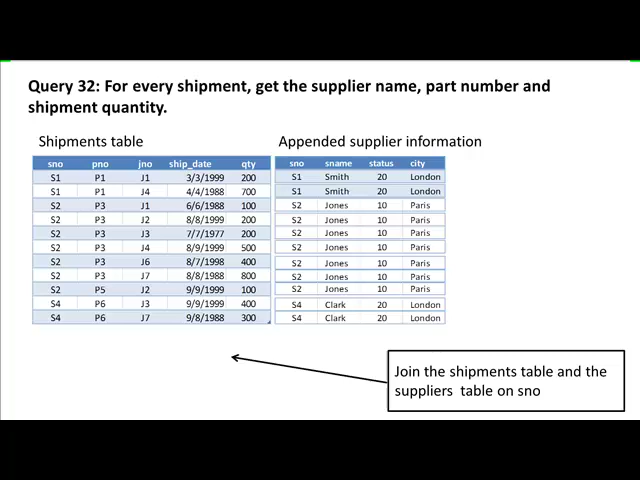 Query 32: For every shipment, get the supplier name, part number and
shipment quantity.
Shipments table
Appended supplier information
sno pno jno ship_date qty sno sname status city
S1 P1 J1 3/3/1999 200 S1 Smith 20 London
S1 P1 J4 4/4/1988 700 S1 Smith 20 London
S2 P3 J1 6/6/1988 100 S2 Jones 10 Paris
S2 P3 J2 8/8/1999 200 S2 Jones 10 Paris
S2 P3 J3 7/7/1977 200 S2 Jones 10 Paris
S2 P3 J4 8/9/1999 500 S2 Jones 10 Paris
S2 P3 J6 8/7/1998 400 S2 Jones 10 Paris
S2 P3 J7 8/8/1988 800 S2 Jones 10 Paris
S2 P5 J2 9/9/1999 100 S2 Jones 10 Paris
S4 P6 J3 9/9/1999 400 S4 Clark 20 London
S4 P6 J7 9/8/1988 300 S4 Clark 20 London
Join the shipments table and the
suppliers table on sno